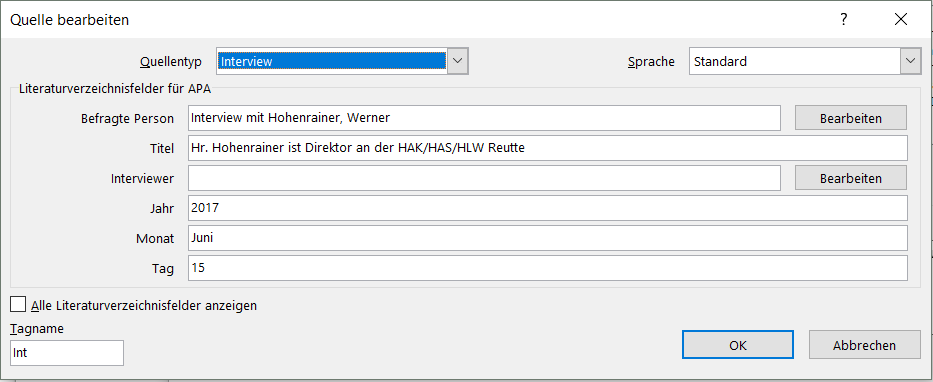 Quelle bearbeiten
?
Quellentyp Interview Sprache Standard
Literaturverzeichnisfelder für APA
Befragte Person Interview mit Hohenrainer, Werner Bearbeiten
Titel Hr. Hohenrainer ist Direktor an der HAK/HAS/HLW Reutte
Interviewer Bearbeiten
Jahr 2017
Monat Juni
Tag 15
Alle Literaturverzeichnisfelder anzeigen
Tagname
Int OK Abbrechen